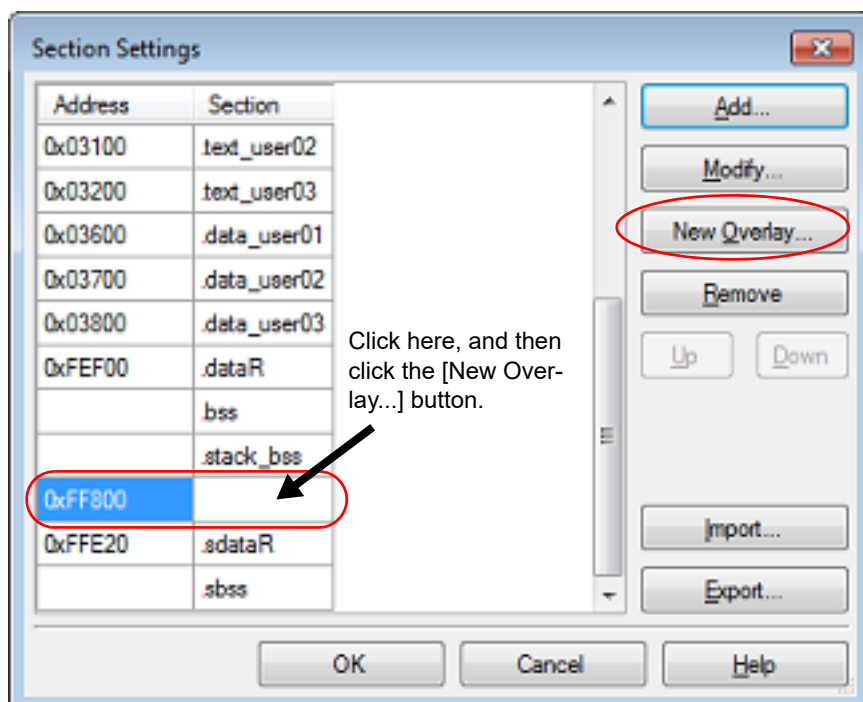 Section Settings
Address Section
0x03100 .text_user02
0x03200 .text_user03
0x03600 .data_user01
0x03700 .data_user02
0x03800 .data_user03
0xFEF00 .dataR
.bss
.stack_bss
0xFF800
0xFFE20 .sdataR
.sbss
Click here, and then
click the [New Over-
lay...] button.
Add...
Modify...
New Overlay...
Remove
Up Down
Import...
Export...
OK Cancel Help